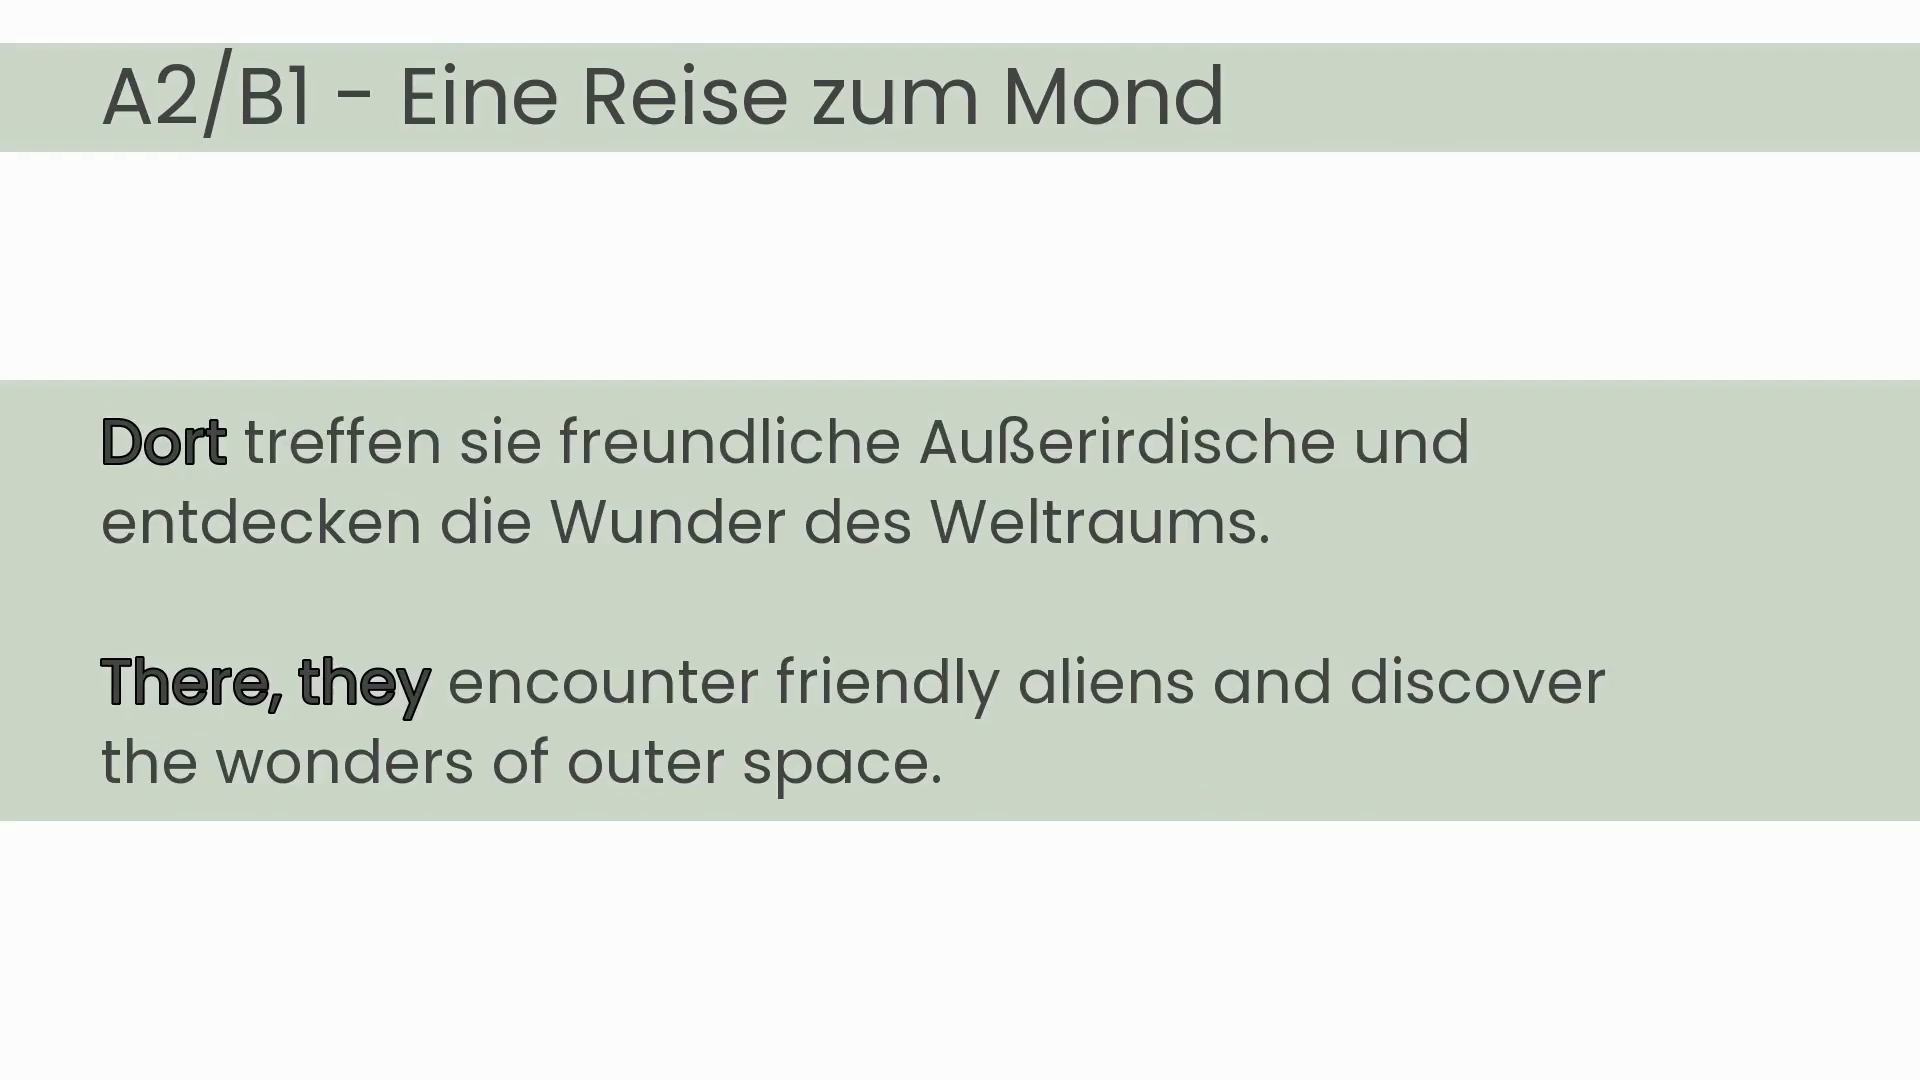 A2/B1 - Eine Reise zum Mond
Dort treffen sie freundliche Außerirdische und
entdecken die Wunder des Weltraums.
There, they encounter friendly aliens and discover
the wonders of outer space.